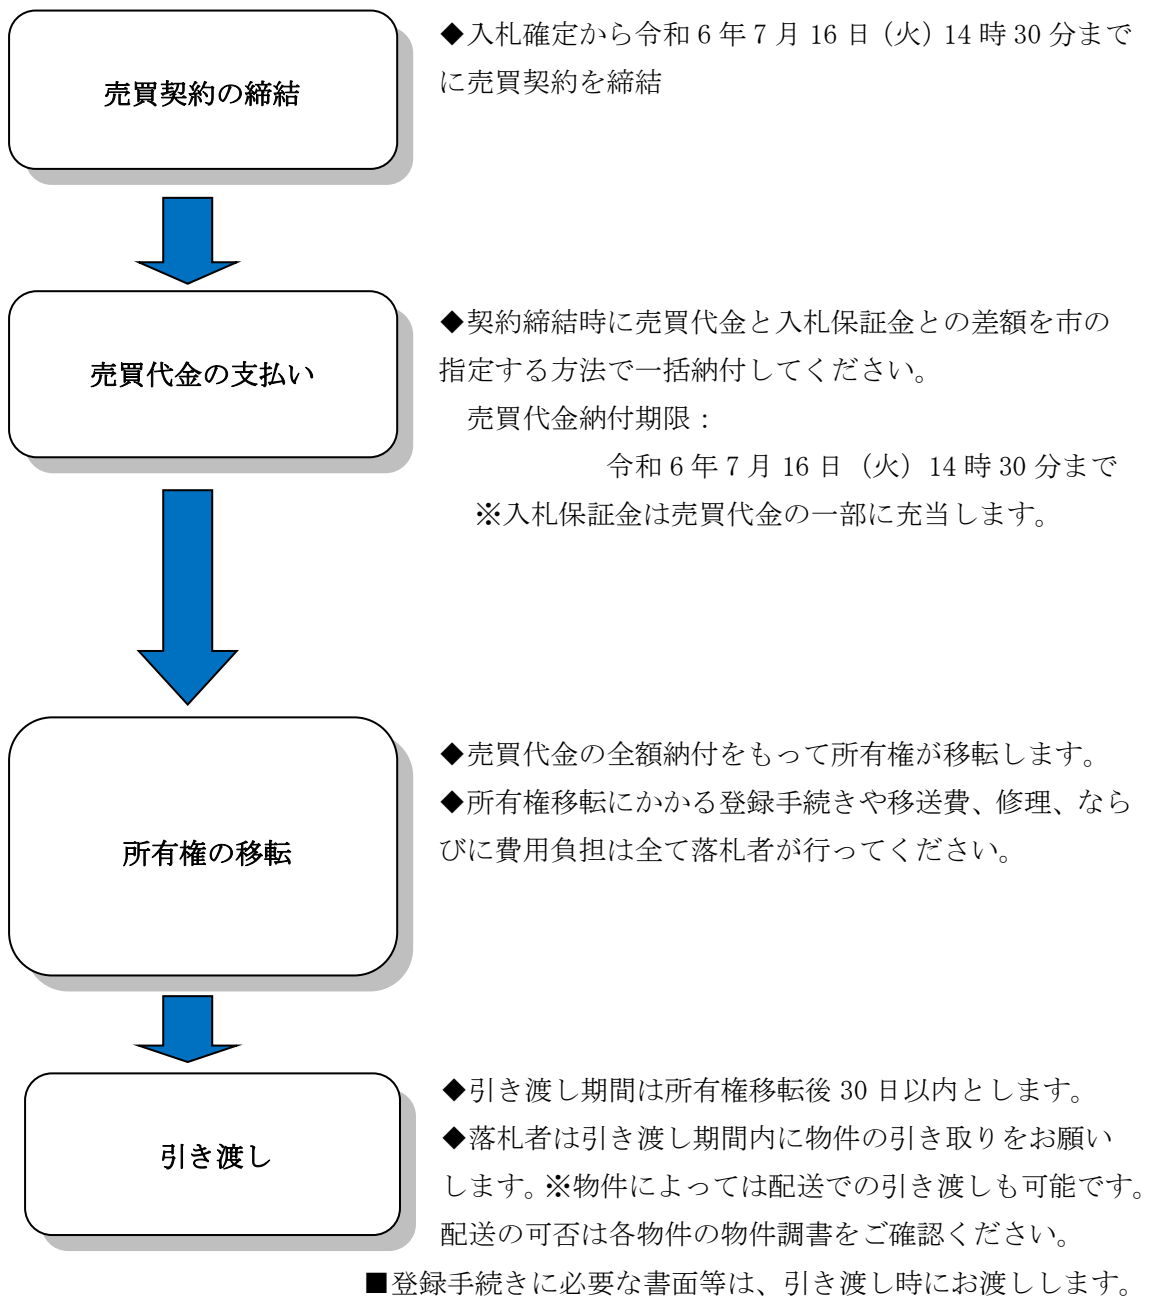 売買契約の締結
◆入札確定から令和6年7月16日（火）14時30分まで
に売買契約を締結
売買代金の支払い
◆契約締結時に売買代金と入札保証金との差額を市の
指定する方法で一括納付してください。
売買代金納付期限：
令和6年7月16日（火）14時30分まで
※入札保証金は売買代金の一部に充当します。
所有権の移転
◆売買代金の全額納付をもって所有権が移転します。
◆所有権移転にかかる登録手続きや移送費、修理、なら
びに費用負担は全て落札者が行ってください。
引き渡し
◆引き渡し期間は所有権移転後30日以内とします。
◆落札者は引き渡し期間内に物件の引き取りをお願い
します。※物件によっては配送での引き渡しも可能です。
配送の可否は各物件の物件調書をご確認ください。
■登録手続きに必要な書面等は、引き渡し時にお渡しします。